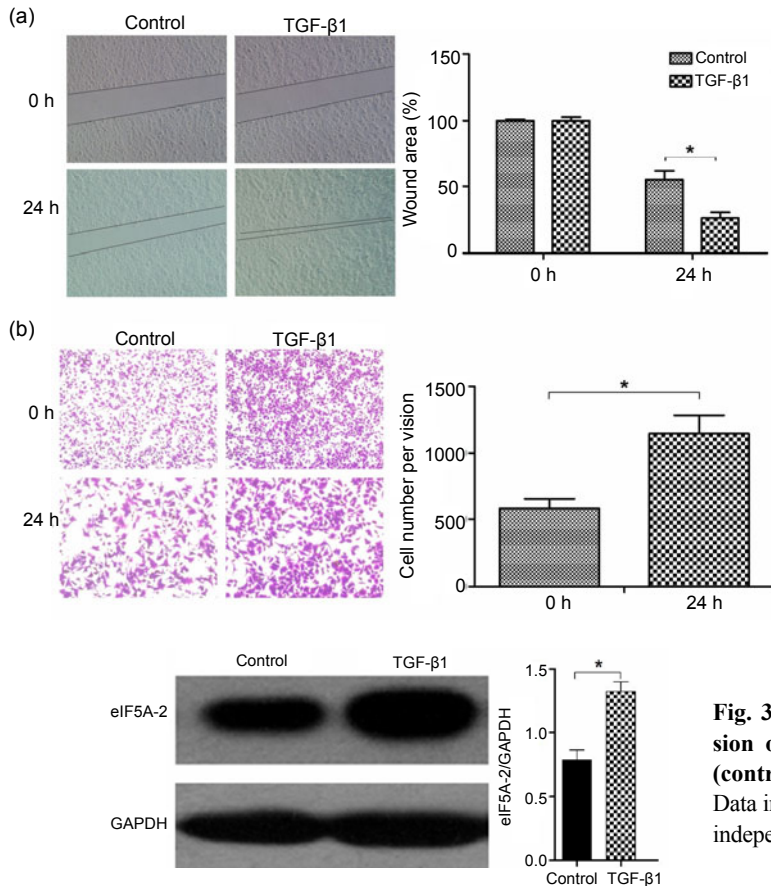 (a)
Control
TGF-β1
0 h
24 h
Wound area (%)
150
100
50
0
Control
TGF-β1
*
0 h
24 h
(b)
Control
TGF-β1
0 h
24 h
Cell number per vision
1500
1000
500
0
*
0 h
24 h
Control
TGF-β1
eIF5A-2
GAPDH
eIF5A-2/GAPDH
1.5
1.0
0.5
0.0
*
Control
TGF-β1
Fig. 3
sion o
(contr
Data i
indepe